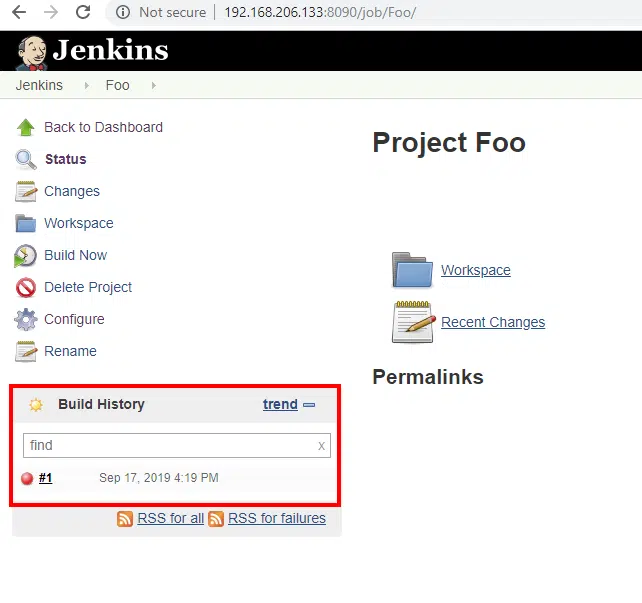 Not secure | 192.168.206.133:8090/job/Foo/
Jenkins
Jenkins Foo
Back to Dashboard
Status
Changes
Workspace
Build Now
Delete Project
Configure
Rename
Build History trend
find x
#1 Sep 17, 2019 4:19 PM
RSS for all RSS for failures
Project Foo
Workspace
Recent Changes
Permalinks